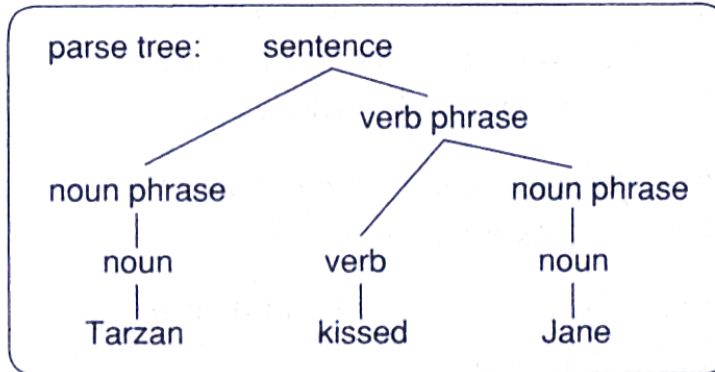 parse tree: sentence
verb phrase
noun phrase noun phrase
noun verb noun
Tarzan kissed Jane